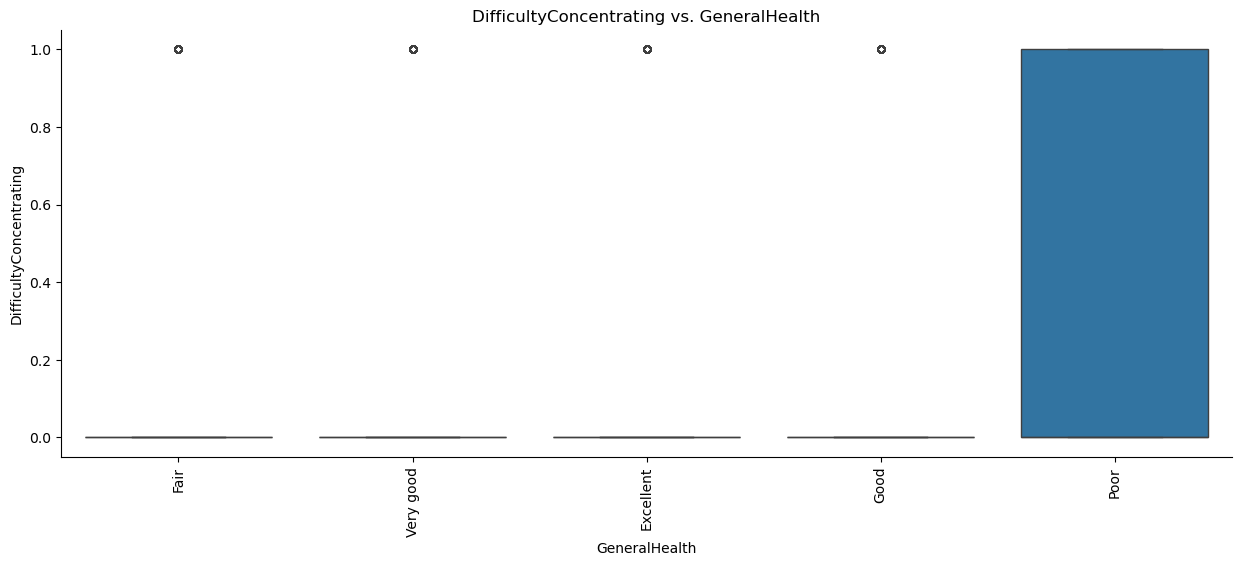 DifficultyConcentrating vs. GeneralHealth
DifficultyConcentrating
1.0
0.8
0.6
0.4
0.2
0.0
Fair
Very good
Excellent
Good
Poor
GeneralHealth